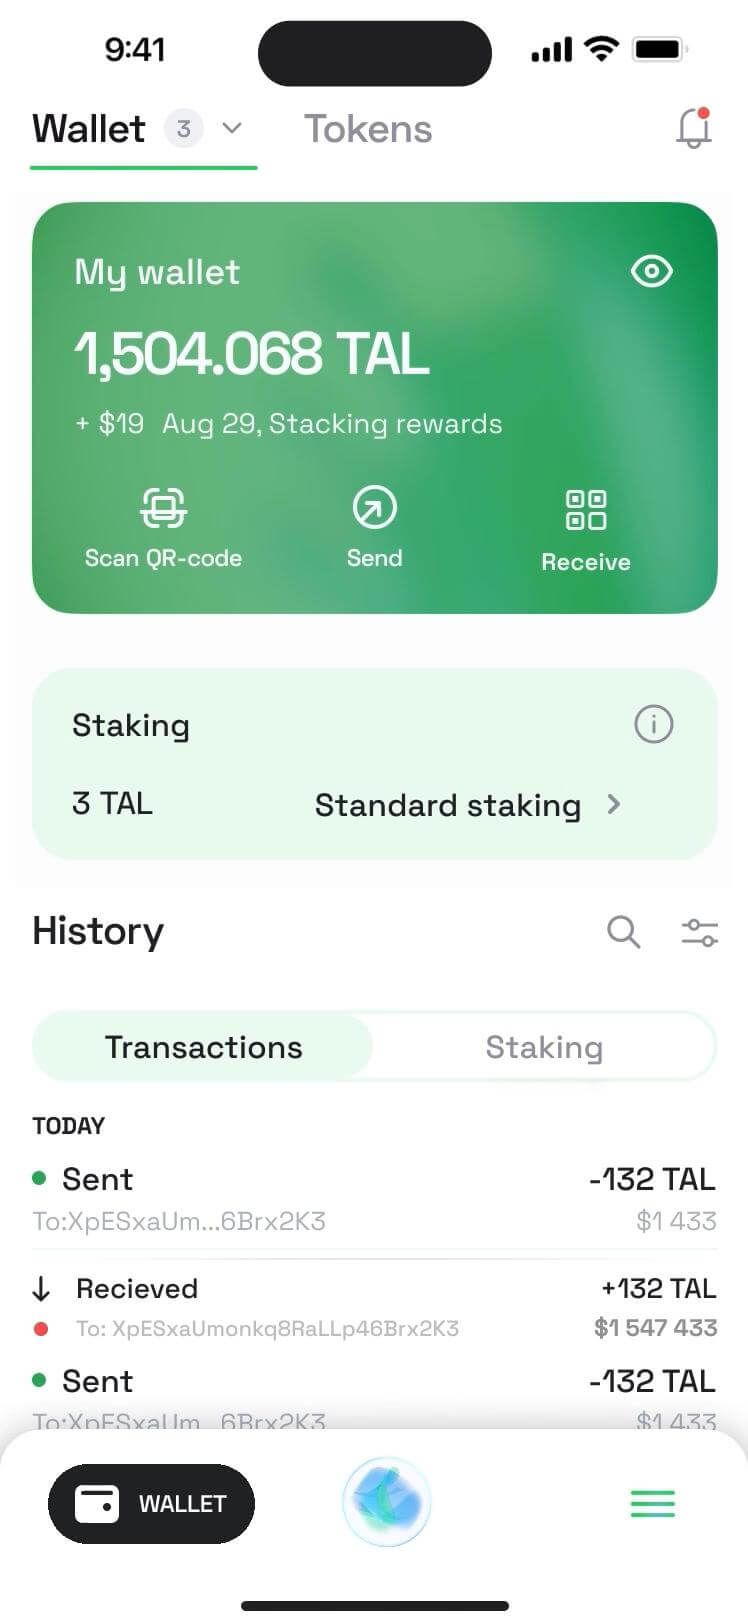 9:41
Wallet 3 Tokens
My wallet
1,504.068 TAL
+ $19 Aug 29, Stacking rewards
Scan QR-code Send Receive
Staking
3 TAL Standard staking
History
Transactions Staking
TODAY
Sent -132 TAL
To:XpESxaUm...6Brx2K3 $1 433
Recieved +132 TAL
To: XpESxaUmonkq8RaLLp46Brx2K3 $1 547 433
Sent -132 TAL
To:XpESxaUm...6Brx2K3 $1 433
WALLET